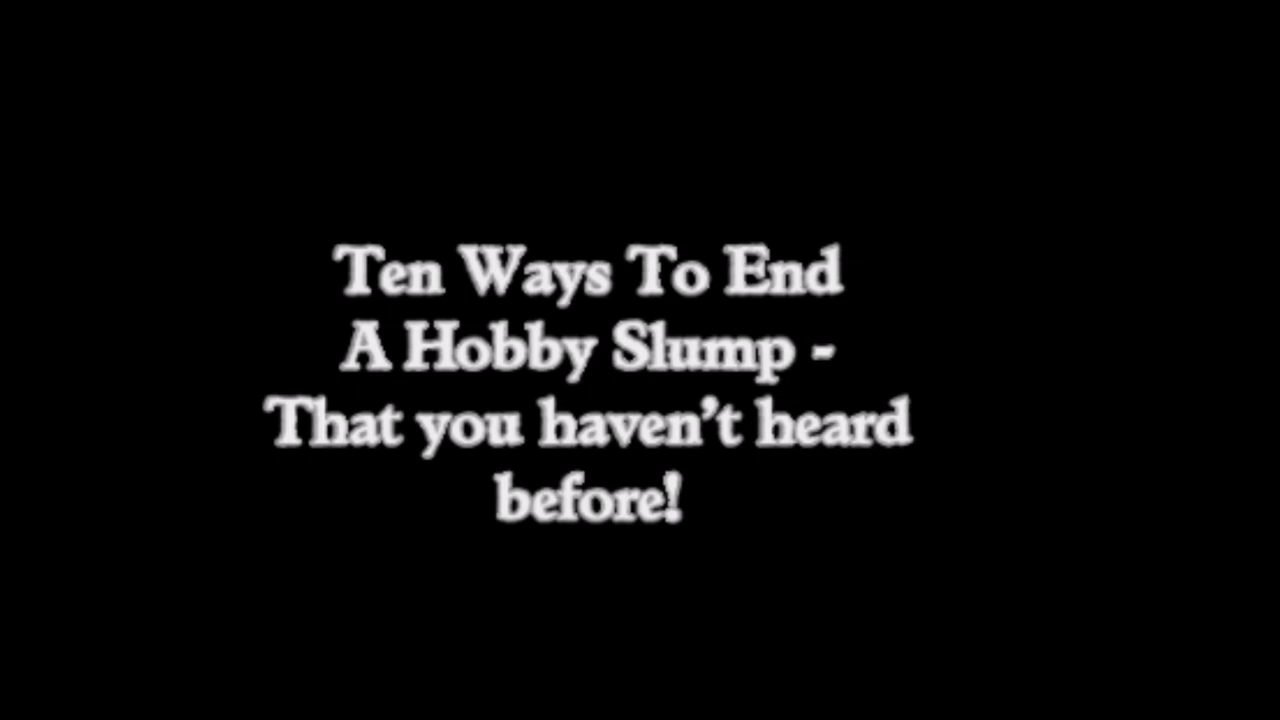 Ten Ways To End
A Hobby Slump -
That you haven't heard
before!